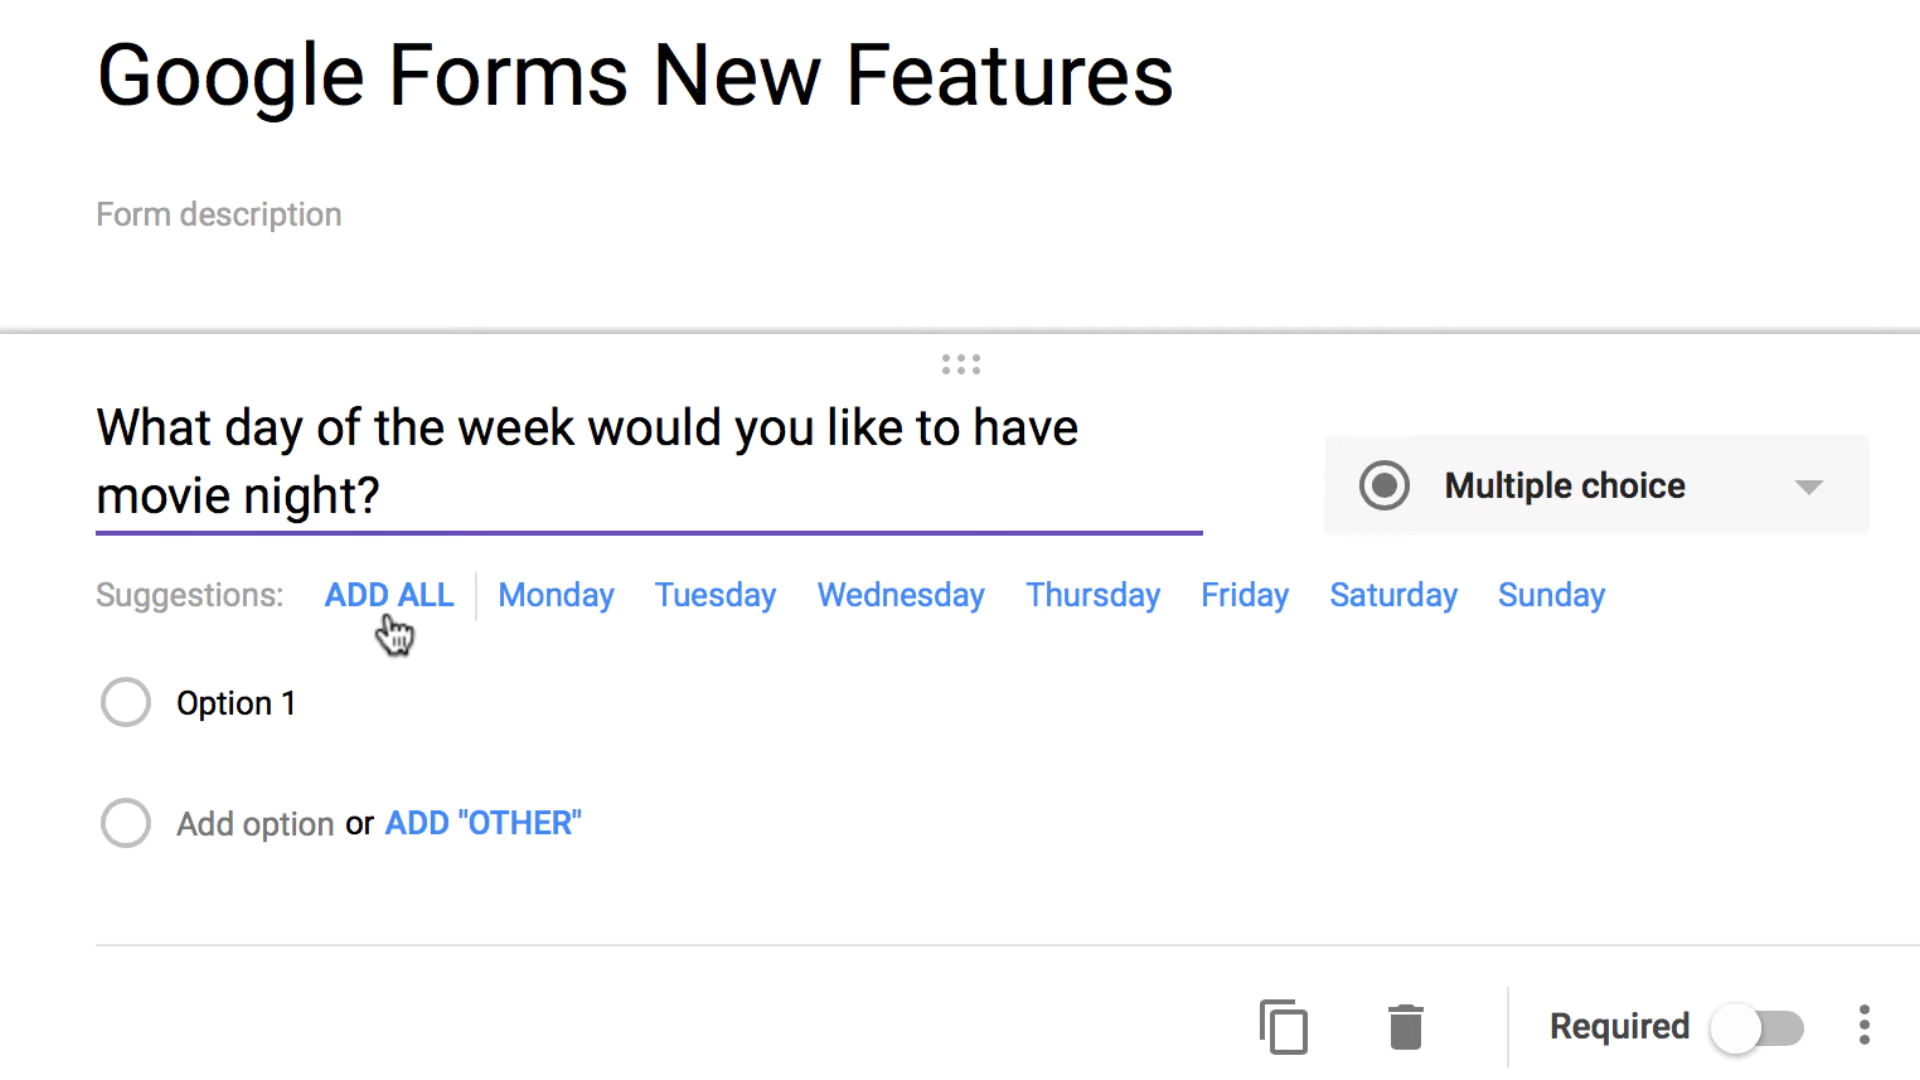 Google Forms New Features
Form description
What day of the week would you like to have
movie night?
Multiple choice
Suggestions: ADD ALL Monday Tuesday Wednesday Thursday Friday Saturday Sunday
Option 1
Add option or ADD "OTHER"
Required